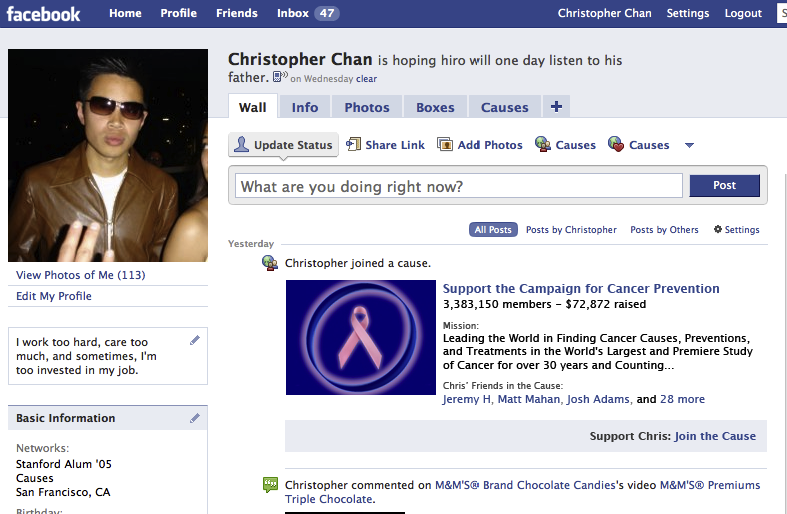 facebook Home Profile Friends Inbox 47 Christopher Chan Settings Logout
Christopher Chan is hoping hiro will one day listen to his
father. on Wednesday clear
Wall Info Photos Boxes Causes +
Update Status Share Link Add Photos Causes Causes
What are you doing right now? Post
All Posts Posts by Christopher Posts by Others Settings
Yesterday
Christopher joined a cause.
Support the Campaign for Cancer Prevention
3,383,150 members – $72,872 raised
Mission:
Leading the World in Finding Cancer Causes, Preventions,
and Treatments in the World's Largest and Premiere Study
of Cancer for over 30 years and Counting...
Chris' Friends in the Cause:
Jeremy H, Matt Mahan, Josh Adams, and 28 more
Support Chris: Join the Cause
Christopher commented on M&M'S® Brand Chocolate Candies's video M&M'S® Premiums
Triple Chocolate.
View Photos of Me (113)
Edit My Profile
I work too hard, care too
much, and sometimes, I'm
too invested in my job.
Basic Information
Networks:
Stanford Alum '05
Causes
San Francisco, CA
Birthday: